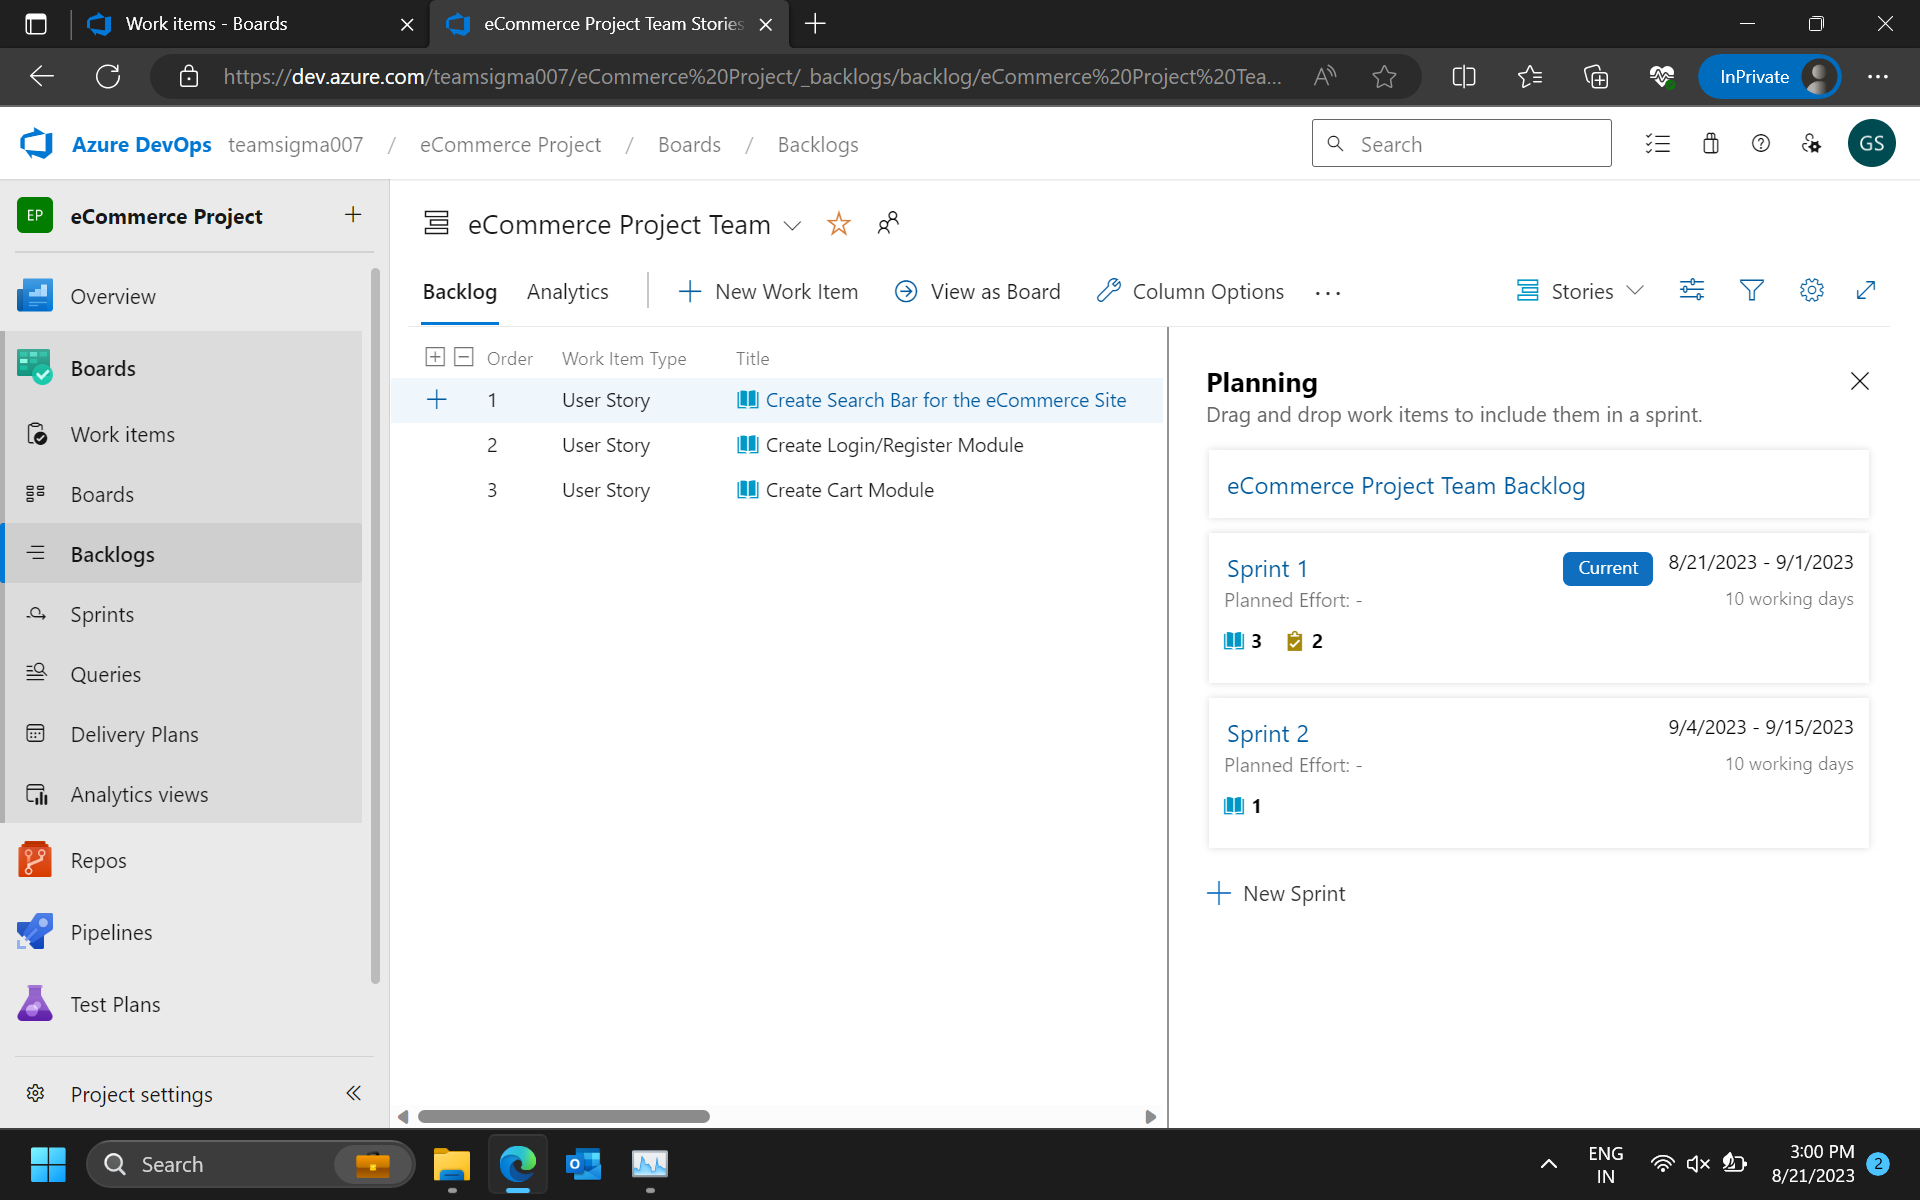 Work items - Boards
eCommerce Project Team Stories
https://dev.azure.com/teamsigma007/eCommerce%20Project/_backlogs/backlog/eCommerce%20Project%20Tea...
InPrivate
Azure DevOps
teamsigma007 / eCommerce Project / Boards / Backlogs
Search
GS
EP
eCommerce Project
Overview
Boards
Work items
Boards
Backlogs
Sprints
Queries
Delivery Plans
Analytics views
Repos
Pipelines
Test Plans
Project settings
eCommerce Project Team
Backlog
Analytics
New Work Item
View as Board
Column Options
Stories
Order Work Item Type Title
1 User Story Create Search Bar for the eCommerce Site
2 User Story Create Login/Register Module
3 User Story Create Cart Module
Planning
Drag and drop work items to include them in a sprint.
eCommerce Project Team Backlog
Sprint 1 Current 8/21/2023 - 9/1/2023
Planned Effort: - 10 working days
3 2
Sprint 2 9/4/2023 - 9/15/2023
Planned Effort: - 10 working days
1
New Sprint
Search
ENG
IN
3:00 PM
8/21/2023
2